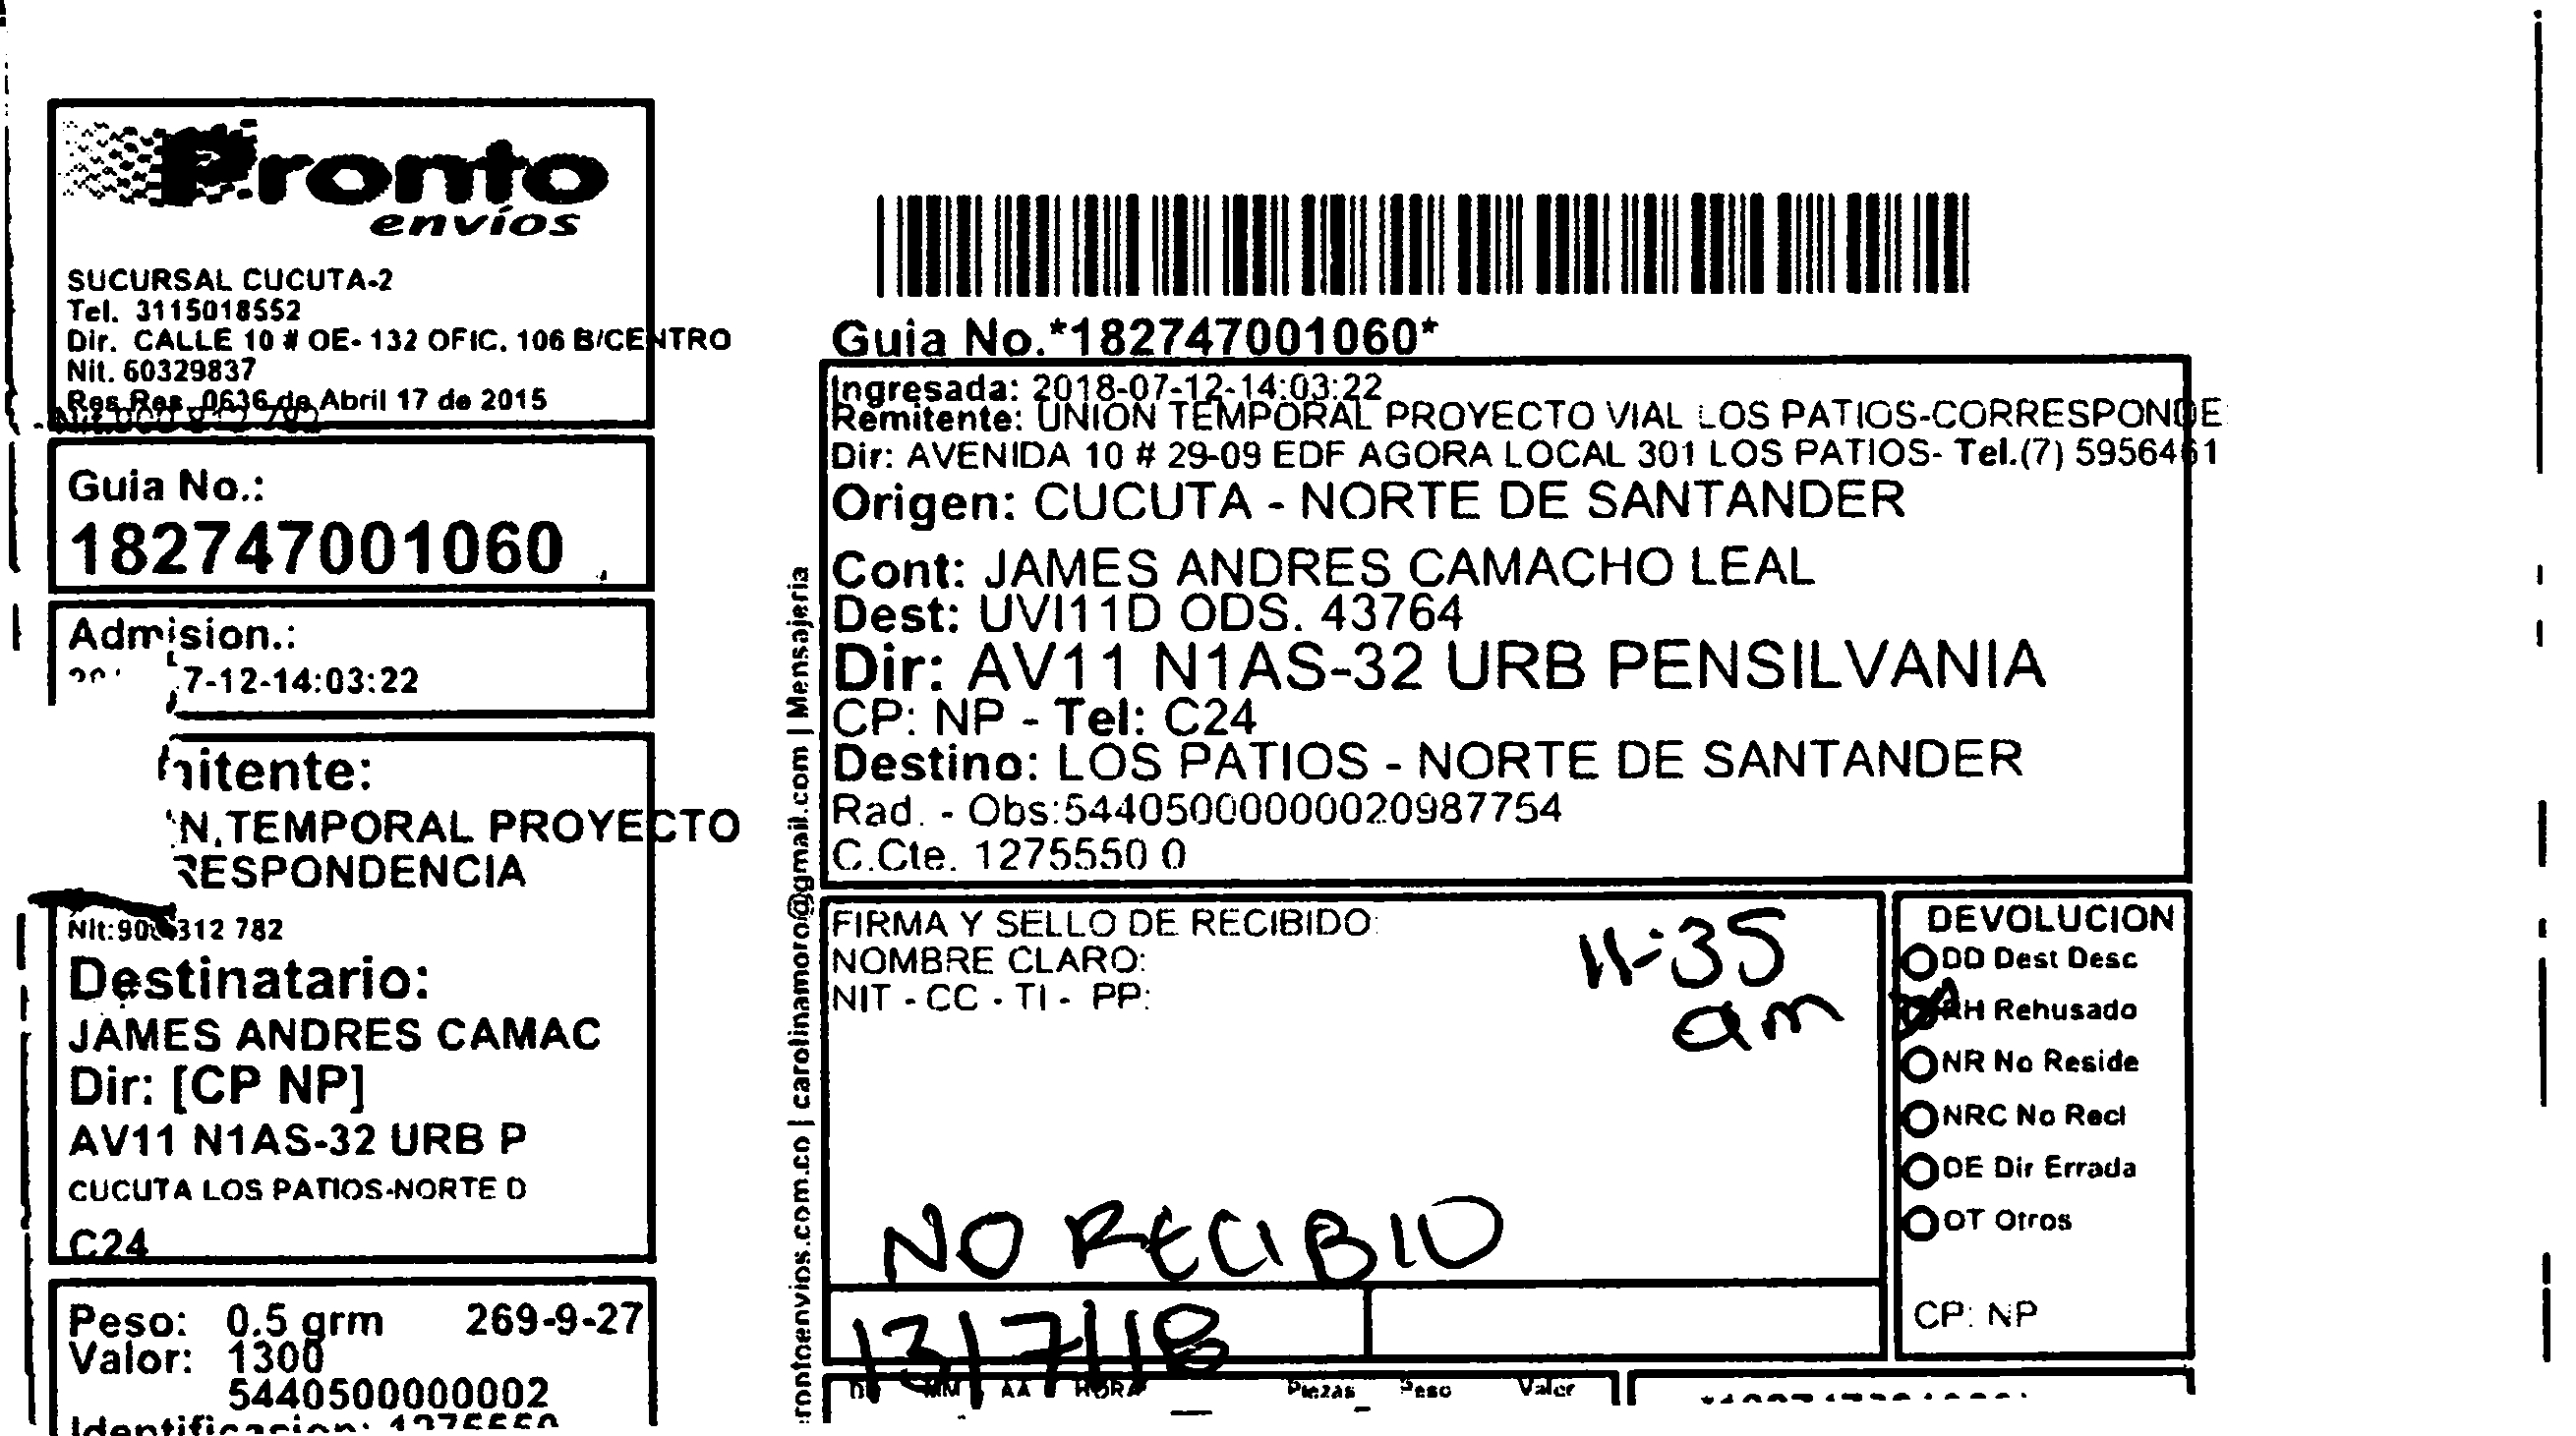 Pronto
envíos
SUCURSAL CUCUTA-2
Tel. 3115018552
Dir. CALLE 10 # OE- 132 OFIC. 106 B/CENTRO
Nit. 60329837
Res Res. 0636 de Abril 17 de 2015
Guia No.:
182747001060
Admision.:
7-12-14:03:22
TEMPORAL PROYECTO
312 782
Destinatario:
JAMES ANDRES CAMAC
Dir: [CP NP]
AV11 N1AS-32 URB P
CUCUTA LOS PATIOS-NORTE D
C24
Peso: 0.5 grm 269-9-27
Valor: 1300
5440500000002
Guia No.*182747001060*
Ingresada: 2018-07-12-14:03:22
Remitente: UNION TEMPORAL PROYECTO VIAL LOS PATIOS-CORRESPONDE
Dir: AVENIDA 10 # 29-09 EDF AGORA LOCAL 301 LOS PATIOS- Tel.(7) 5956461
Origen: CUCUTA - NORTE DE SANTANDER
Cont: JAMES ANDRES CAMACHO LEAL
Dest: UVI11D ODS. 43764
Dir: AV11 N1AS-32 URB PENSILVANIA
CP: NP - Tel: C24
Destino: LOS PATIOS - NORTE DE SANTANDER
Rad. - Obs:544050000000020987754
C.Cte. 1275550 0
carolinamoro@gmail.com | Mensajeria
FIRMA Y SELLO DE RECIBIDO:
NOMBRE CLARO:
NIT - CC - TI - PP:
11:35
am
NO RECIBIO
13/7/18
MM AA HORA Piezas Peso Valor
DEVOLUCION
DD Dest Desc
RH Rehusado
NR No Reside
NRC No Recl
DE Dir Errada
OT Otros
CP: NP